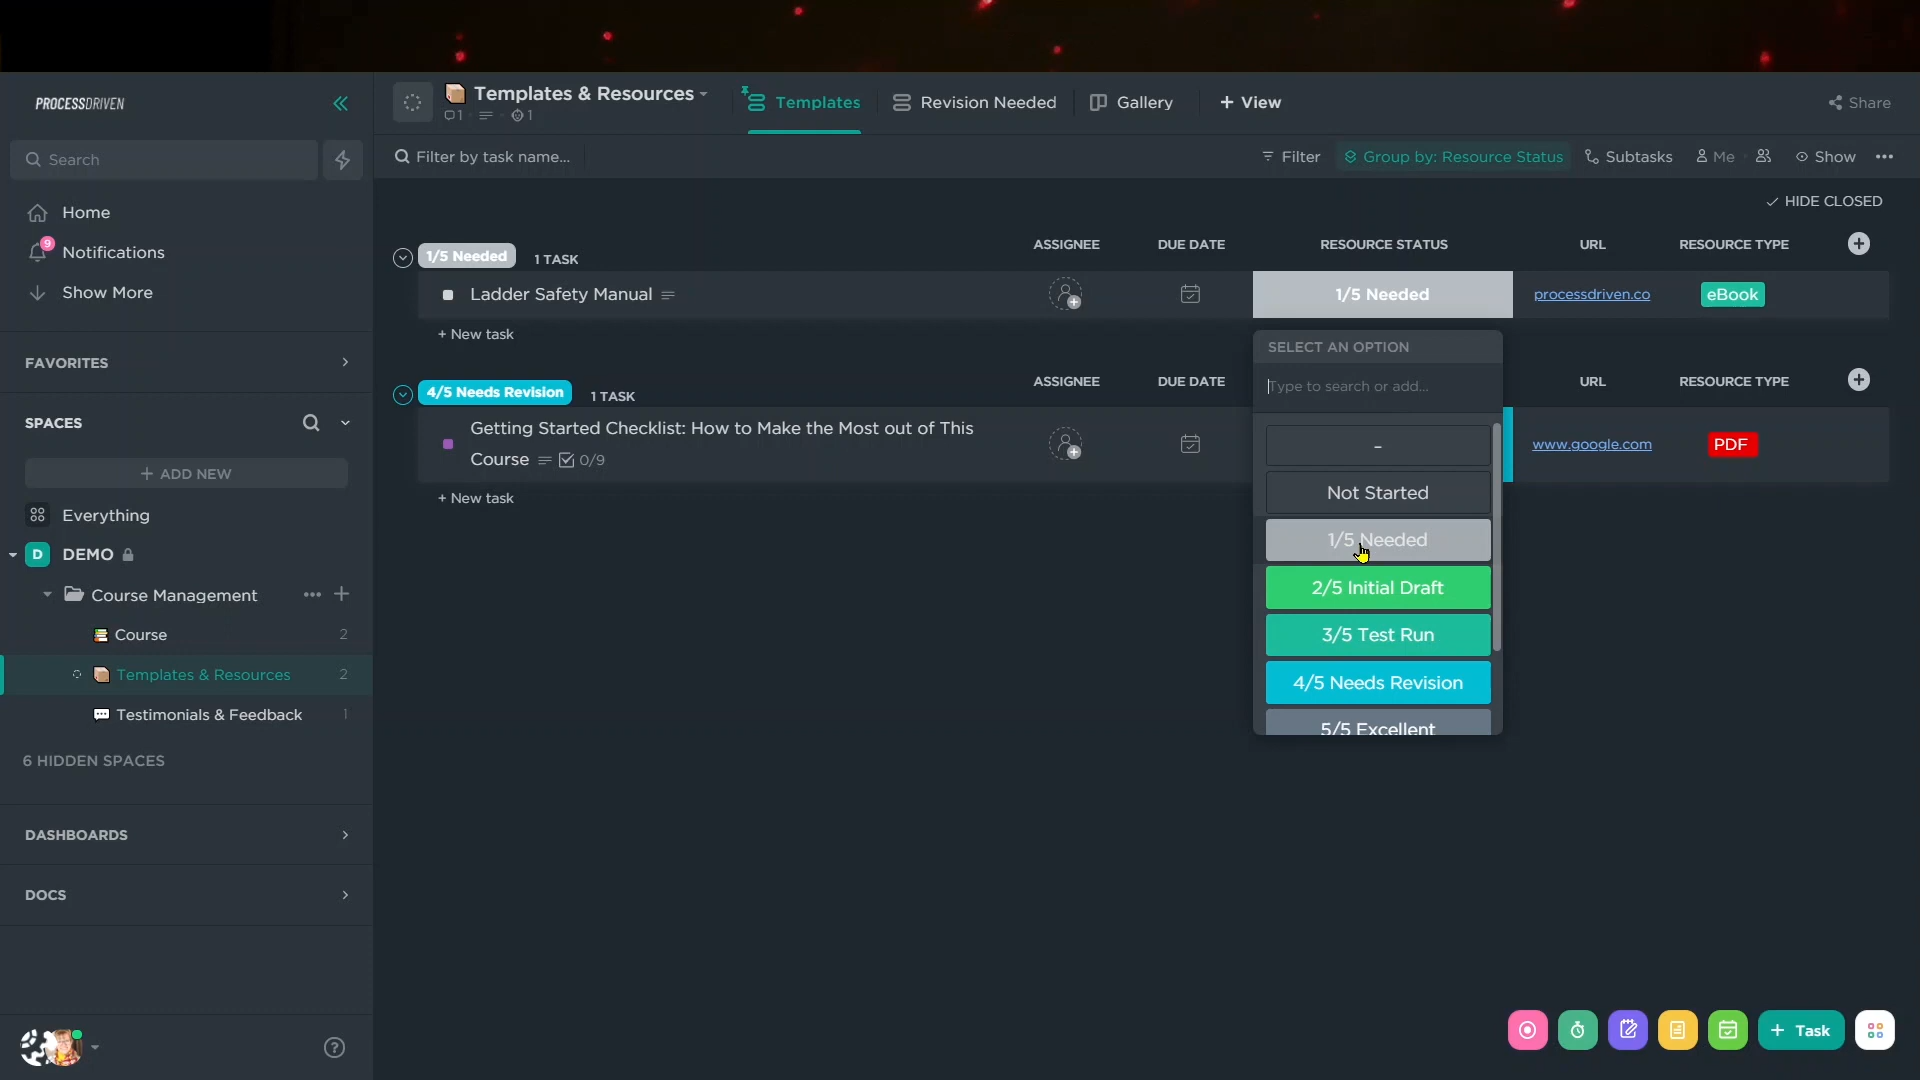 PROCESSDRIVEN
Search
Home
9
Notifications
Show More
FAVORITES
SPACES
+ ADD NEW
Everything
D DEMO
Course Management
Course 2
Templates & Resources 2
Testimonials & Feedback 1
6 HIDDEN SPACES
DASHBOARDS
DOCS
Templates & Resources
1 1
Templates
Revision Needed
Gallery
+ View
Share
Filter by task name...
Filter
Group by: Resource Status
Subtasks
Me
Show
HIDE CLOSED
1/5 Needed 1 TASK ASSIGNEE DUE DATE RESOURCE STATUS URL RESOURCE TYPE
Ladder Safety Manual 1/5 Needed processdriven.co eBook
+ New task
4/5 Needs Revision 1 TASK ASSIGNEE DUE DATE URL RESOURCE TYPE
Getting Started Checklist: How to Make the Most out of This
Course 0/9
www.google.com PDF
+ New task
SELECT AN OPTION
Type to search or add...
-
Not Started
1/5 Needed
2/5 Initial Draft
3/5 Test Run
4/5 Needs Revision
5/5 Excellent
+ Task